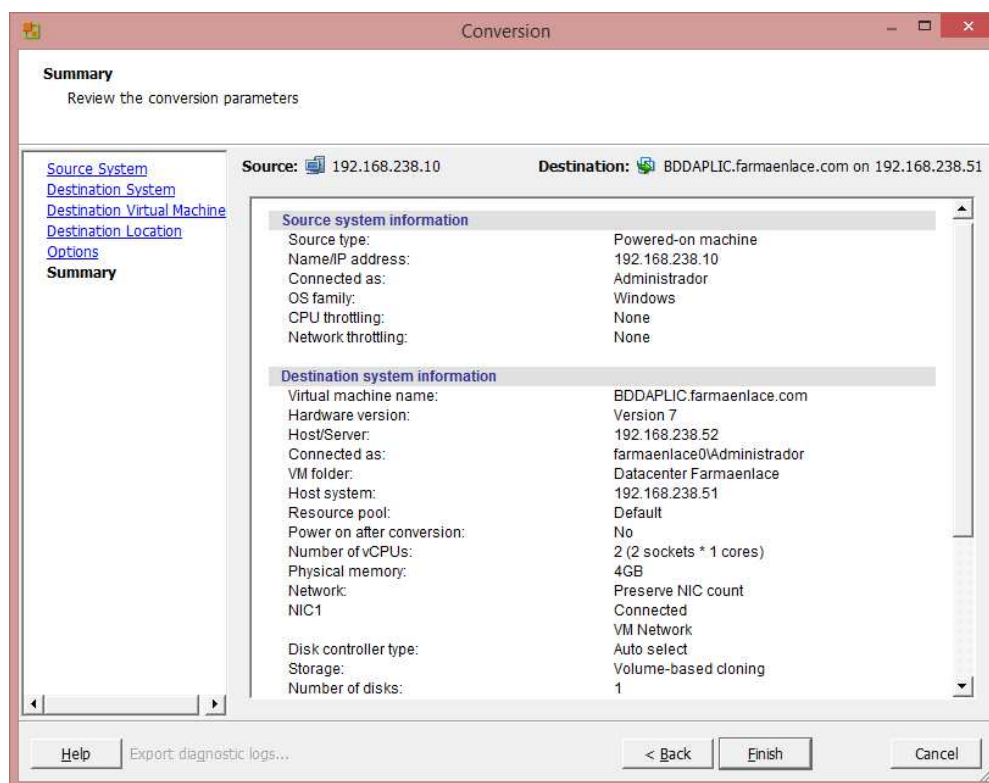 Conversion
Summary
Review the conversion parameters
Source System
Destination System
Destination Virtual Machine
Destination Location
Options
Summary
Source: 192.168.238.10 Destination: BDDAPLIC.farmaenlace.com on 192.168.238.51
Source system information
Source type: Powered-on machine
Name/IP address: 192.168.238.10
Connected as: Administrador
OS family: Windows
CPU throttling: None
Network throttling: None
Destination system information
Virtual machine name: BDDAPLIC.farmaenlace.com
Hardware version: Version 7
Host/Server: 192.168.238.52
Connected as: farmaenlace0\Administrador
VM folder: Datacenter Farmaenlace
Host system: 192.168.238.51
Resource pool: Default
Power on after conversion: No
Number of vCPUs: 2 (2 sockets * 1 cores)
Physical memory: 4GB
Network: Preserve NIC count
NIC1 Connected
VM Network
Disk controller type: Auto select
Storage: Volume-based cloning
Number of disks: 1
Help Export diagnostic logs... < Back Finish Cancel